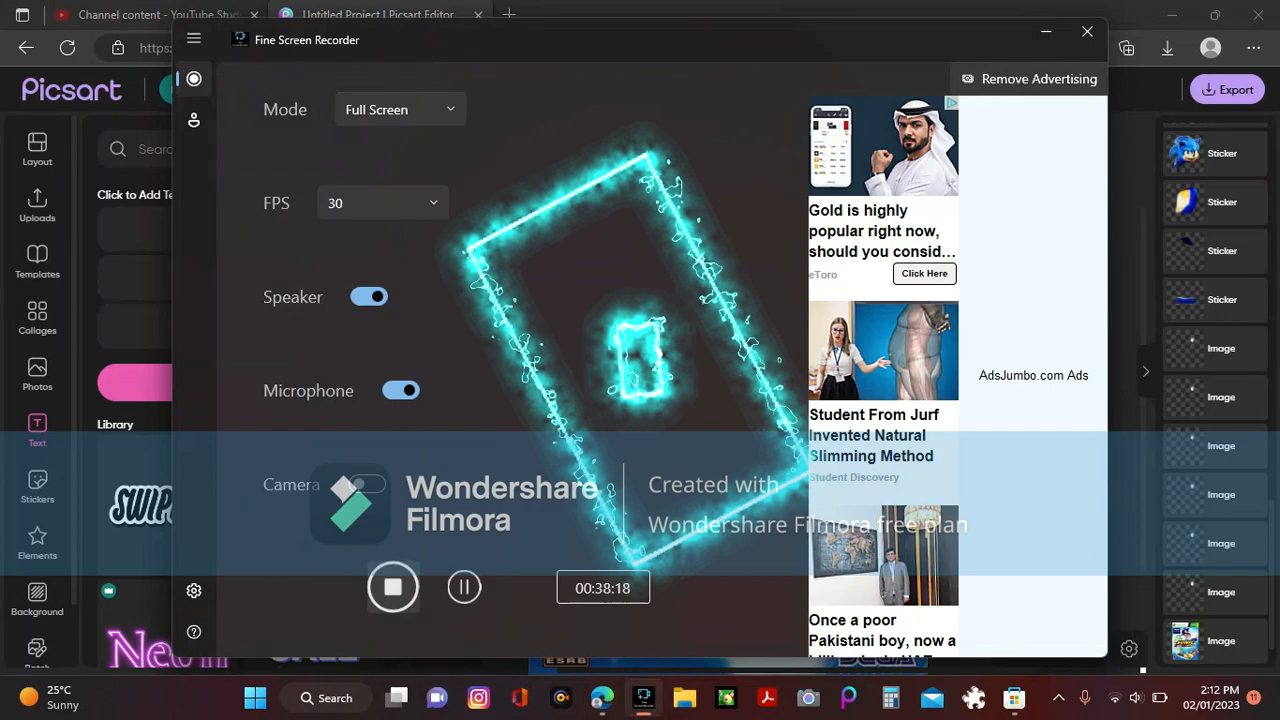 Content - YouTube Studio
Untitled Project - Picsart Editor
https:
Fine Screen Recorder
Picsart
Export
Remove Advertising
Mode
Full Screen
Layout
Click to Add Te
FPS
30
Uploads
Templates
Collages
Photos
Text
Stickers
Elements
Background
Speaker
Microphone
Library
Camera
SWIP
00:38:18
Gold is highly
popular right now,
should you consid...
eToro
Click Here
Student From Jurf
Invented Natural
Slimming Method
Student Discovery
Once a poor
Pakistani boy, now a
AdsJumbo.com Ads
Wondershare
Filmora
Created with
Wondershare Filmora free plan
Sticker
Sticker
Sticker
Sticker
Image
Image
Image
Image
Image
Image
Image
ESRB
25°C
Sunny
Search
2:12 PM
02/01/2023
11